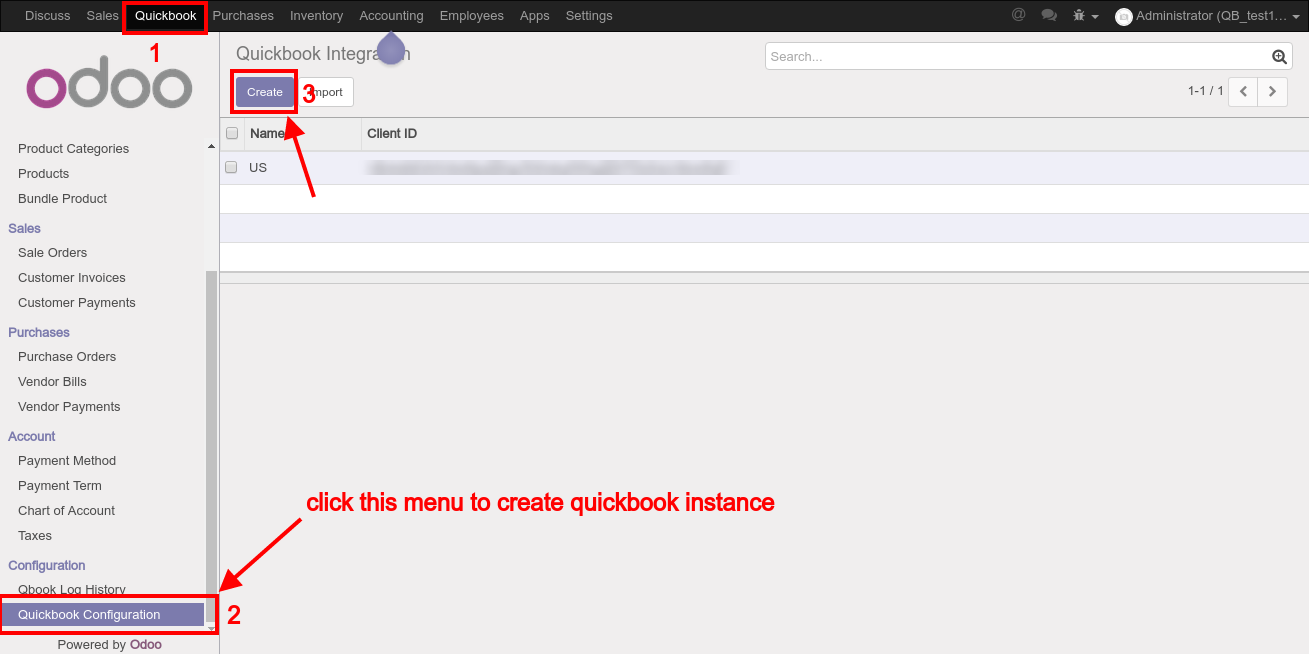 Discuss Sales Quickbook Purchases Inventory Accounting Employees Apps Settings @ Administrator (QB_test1...
1
odoo
Quickbook Integra n
Search...
Create 3 mport
1-1 / 1
Name Client ID
US
Product Categories
Products
Bundle Product
Sales
Sale Orders
Customer Invoices
Customer Payments
Purchases
Purchase Orders
Vendor Bills
Vendor Payments
Account
Payment Method
Payment Term
Chart of Account
Taxes
click this menu to create quickbook instance
Configuration
Qbook Log History
Quickbook Configuration 2
Powered by Odoo